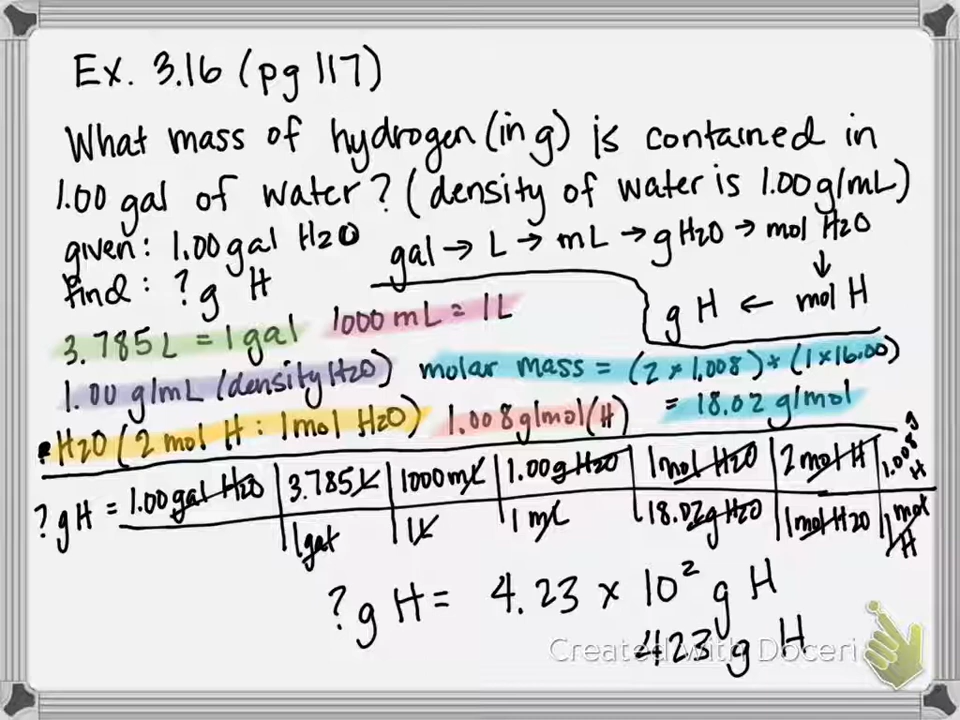 Ex. 3.16 (pg 117)
What mass of hydrogen (in g) is contained in
1.00 gal of water? (density of water is 1.00 g/mL)
given: 1.00 gal H2O
find: ? g H
gal → L → mL → g H2O → mol H2O
↓
g H ← mol H
3.785 L = 1 gal
1000 mL = 1L
1.00 g/mL (density H2O)
molar mass = (2 × 1.008) + (1 × 16.00)
= 18.02 g/mol
H2O (2 mol H : 1 mol H2O)
1.008 g/mol (H)
? g H = 1.00 gal H2O | 3.785 L | 1000 mL | 1.00 g H2O | 1 mol H2O | 2 mol H | 1.008 g H
1 gal | 1 L | 1 mL | 18.02 g H2O | 1 mol H2O | 1 mol H
? g H = 4.23 × 10² g H
423 g H
Created with Doceri